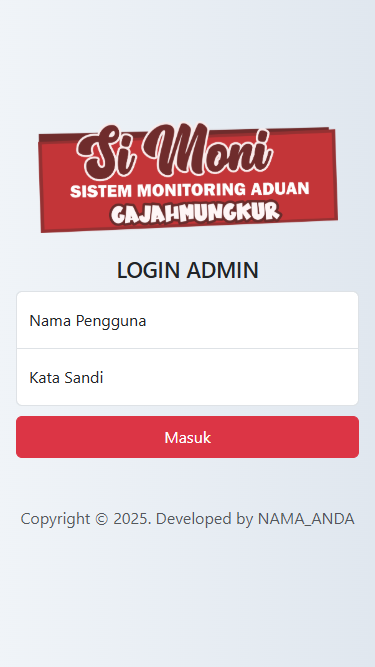 Si Moni
SISTEM MONITORING ADUAN
GAJAHMUNGKUR
LOGIN ADMIN
Nama Pengguna
Kata Sandi
Masuk
Copyright © 2025. Developed by NAMA_ANDA